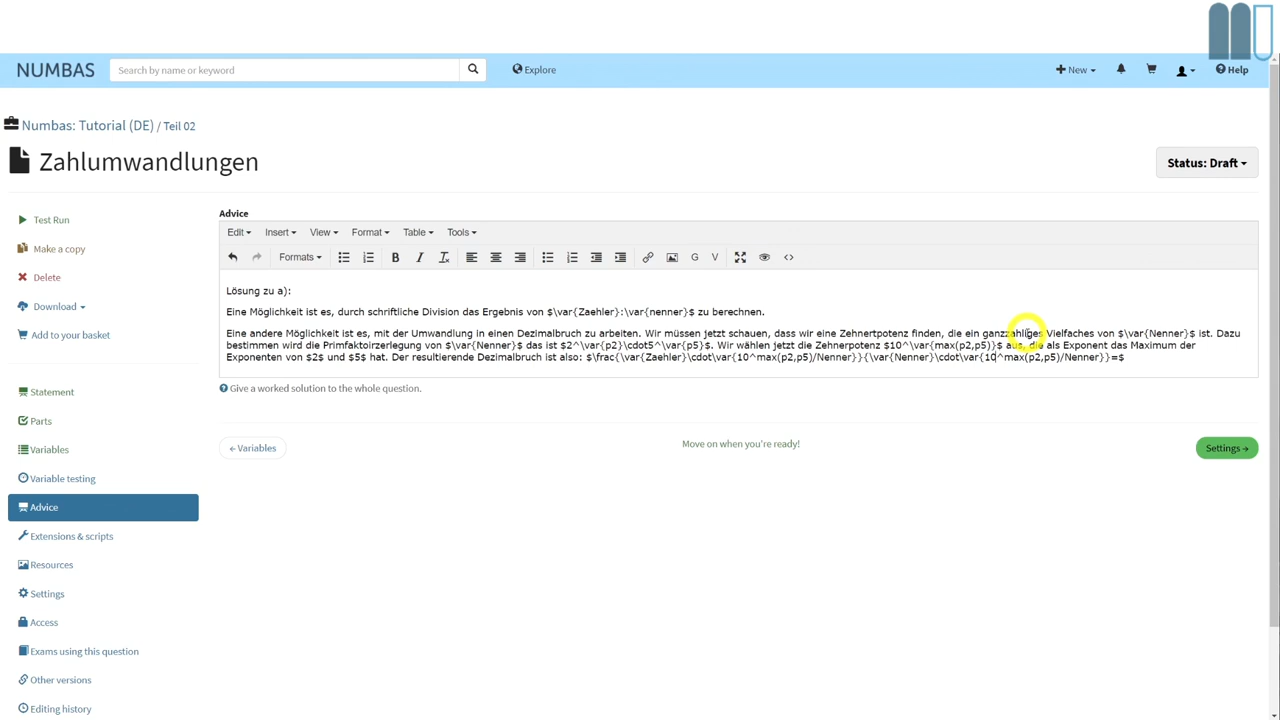 NUMBAS
Search by name or keyword
Explore
New
Help
Numbas: Tutorial (DE) / Teil 02
Zahlumwandlungen
Status: Draft
Test Run
Make a copy
Delete
Download
Add to your basket
Statement
Parts
Variables
Variable testing
Advice
Extensions & scripts
Resources
Settings
Access
Exams using this question
Other versions
Editing history
Advice
Edit Insert View Format Table Tools
Formats B I G V
Lösung zu a):
Eine Möglichkeit ist es, durch schriftliche Division das Ergebnis von $\var{Zaehler}:\var{nenner}$ zu berechnen.
Eine andere Möglichkeit ist es, mit der Umwandlung in einen Dezimalbruch zu arbeiten. Wir müssen jetzt schauen, dass wir eine Zehnertpotenz finden, die ein ganzzahliges Vielfaches von $\var{Nenner}$ ist. Dazu
bestimmen wird die Primfaktoirzerlegung von $\var{Nenner}$ das ist $2^\var{p2}\cdot5^\var{p5}$. Wir wählen jetzt die Zehnerpotenz $10^\var{max(p2,p5)}$ aus, die als Exponent das Maximum der
Exponenten von $2$ und $5$ hat. Der resultierende Dezimalbruch ist also: $\frac{\var{Zaehler}\cdot\var{10^max(p2,p5)/Nenner}}{\var{Nenner}\cdot\var{10^max(p2,p5)/Nenner}}=$
Give a worked solution to the whole question.
← Variables
Move on when you're ready!
Settings →